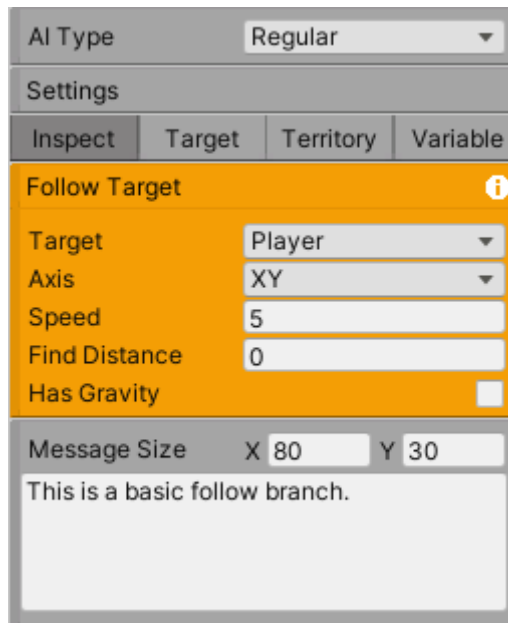 AI Type Regular
Settings
Inspect Target Territory Variable
Follow Target
Target Player
Axis XY
Speed 5
Find Distance 0
Has Gravity
Message Size X 80 Y 30
This is a basic follow branch.